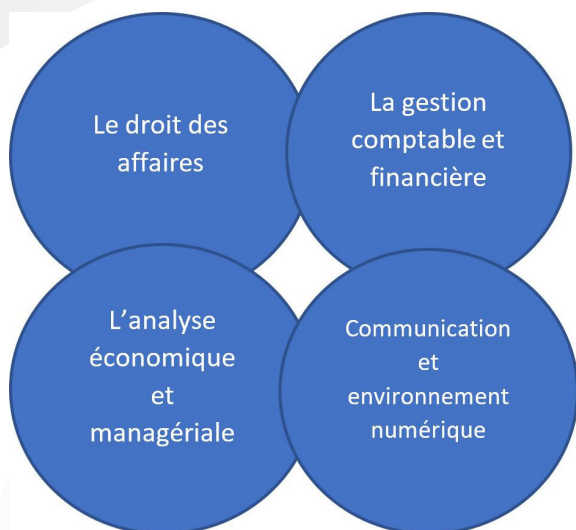 Le droit des
affaires
La gestion
comptable et
financière
L’analyse
économique
et
managériale
Communication
et
environnement
numérique